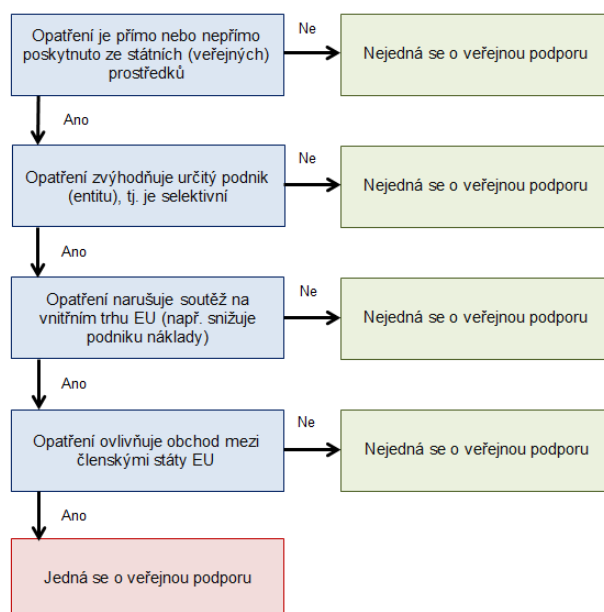 Opatření je přímo nebo nepřímo
poskytnuto ze státních (veřejných)
prostředků
Ne
Nejedná se o veřejnou podporu
Ano
Opatření zvýhodňuje určitý podnik
(entitu), tj. je selektivní
Ne
Nejedná se o veřejnou podporu
Ano
Opatření narušuje soutěž na
vnitřním trhu EU (např. snižuje
podniku náklady)
Ne
Nejedná se o veřejnou podporu
Ano
Opatření ovlivňuje obchod mezi
členskými státy EU
Ne
Nejedná se o veřejnou podporu
Ano
Jedná se o veřejnou podporu